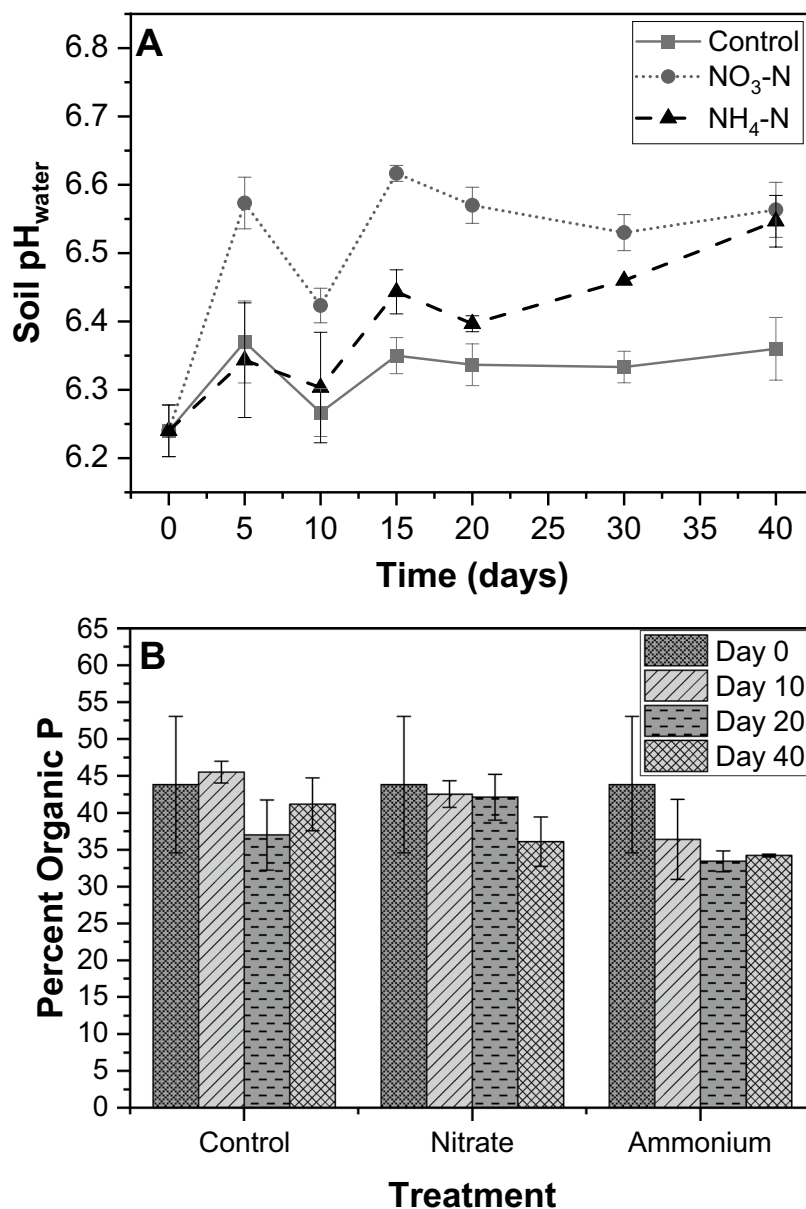 A
Control
NO₃-N
NH₄-N
6.8
6.7
6.6
6.5
6.4
6.3
6.2
Soil pH_water
0 5 10 15 20 25 30 35 40
Time (days)
B
Day 0
Day 10
Day 20
Day 40
65
60
55
50
45
40
35
30
25
20
15
10
5
0
Percent Organic P
Control Nitrate Ammonium
Treatment